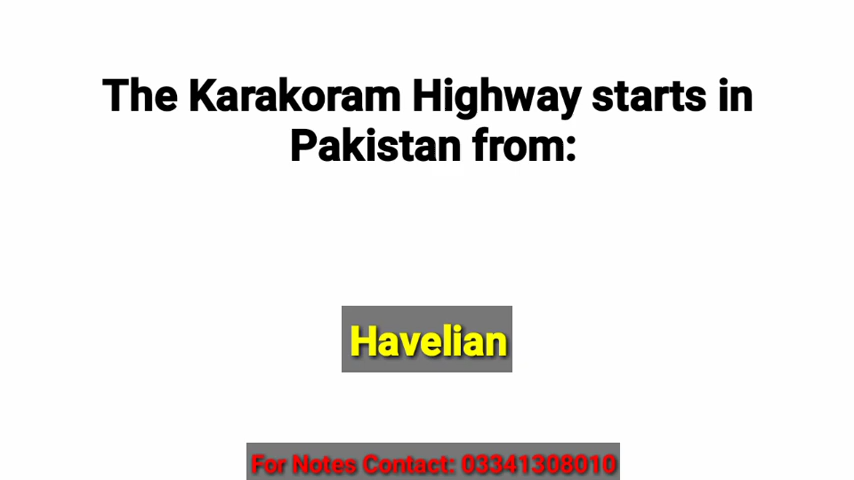 The Karakoram Highway starts in
Pakistan from:
Havelian
For Notes Contact: 03341308010